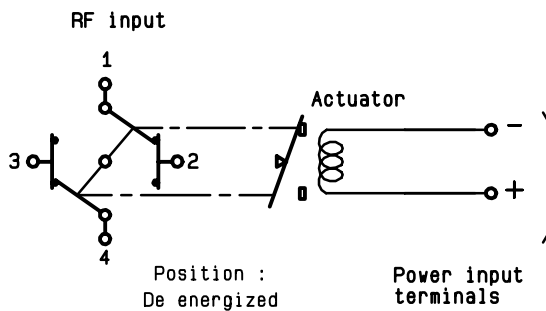 RF input
1
Actuator
-
3
2
+
4
Position :
De energized
Power input
terminals